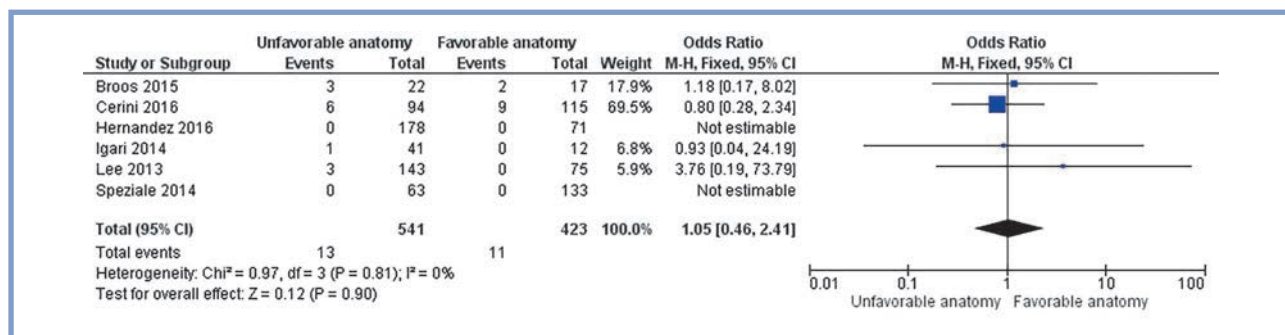 Unfavorable anatomy Favorable anatomy Odds Ratio Odds Ratio
Study or Subgroup Events Total Events Total Weight M-H, Fixed, 95% CI M-H, Fixed, 95% CI
Broos 2015 3 22 2 17 17.9% 1.18 [0.17, 8.02]
Cerini 2016 6 94 9 115 69.5% 0.80 [0.28, 2.34]
Hernandez 2016 0 178 0 71 Not estimable
Igari 2014 1 41 0 12 6.8% 0.93 [0.04, 24.19]
Lee 2013 3 143 0 75 5.9% 3.76 [0.19, 73.79]
Speziale 2014 0 63 0 133 Not estimable
Total (95% CI) 541 423 100.0% 1.05 [0.46, 2.41]
Total events 13 11
Heterogeneity: Chi² = 0.97, df = 3 (P = 0.81); I² = 0%
Test for overall effect: Z = 0.12 (P = 0.90)
0.01 0.1 1 10 100
Unfavorable anatomy Favorable anatomy